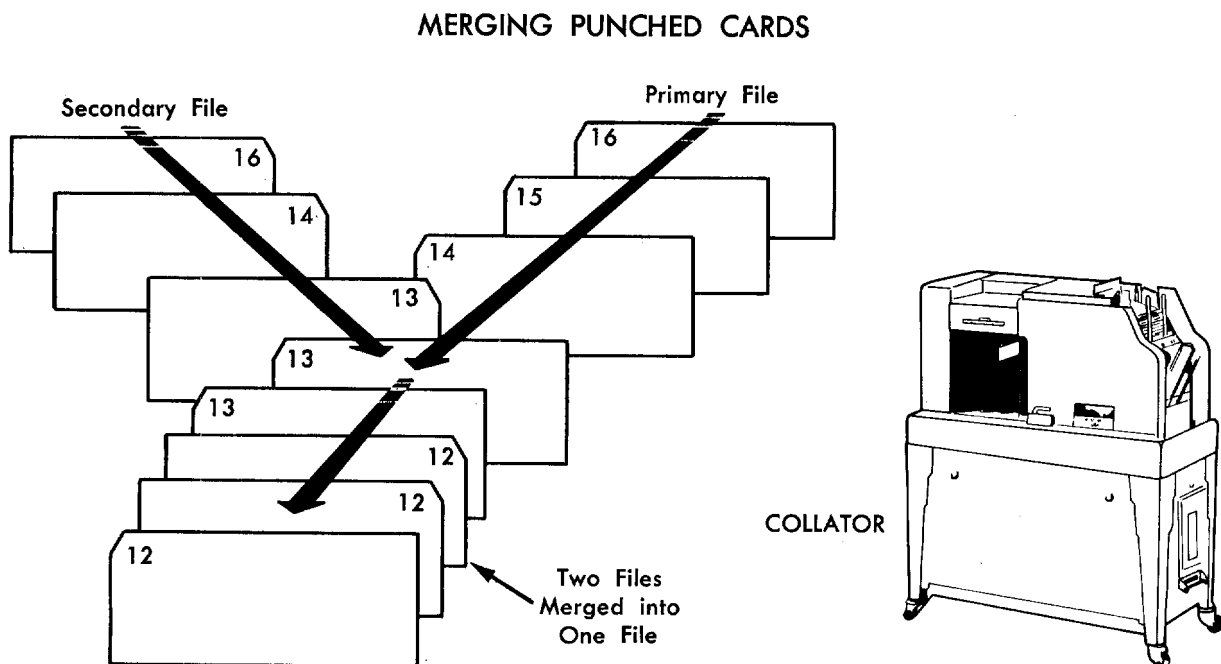 MERGING PUNCHED CARDS
Secondary File
Primary File
16
16
15
14
14
13
13
13
12
12
12
COLLATOR
Two Files
Merged into
One File